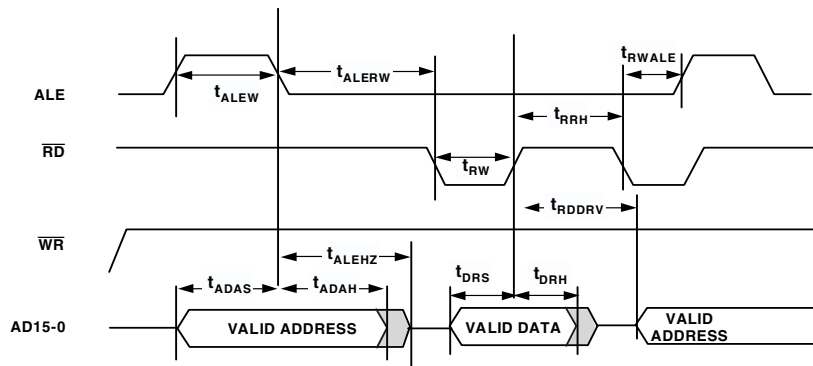 ALE
tALEW
tALERW
tRWALE
tRRH
RD
tRW
tRDDRV
WR
tALEHZ
tADAS
tADAH
tDRS
tDRH
AD15-0
VALID ADDRESS
VALID DATA
VALID
ADDRESS